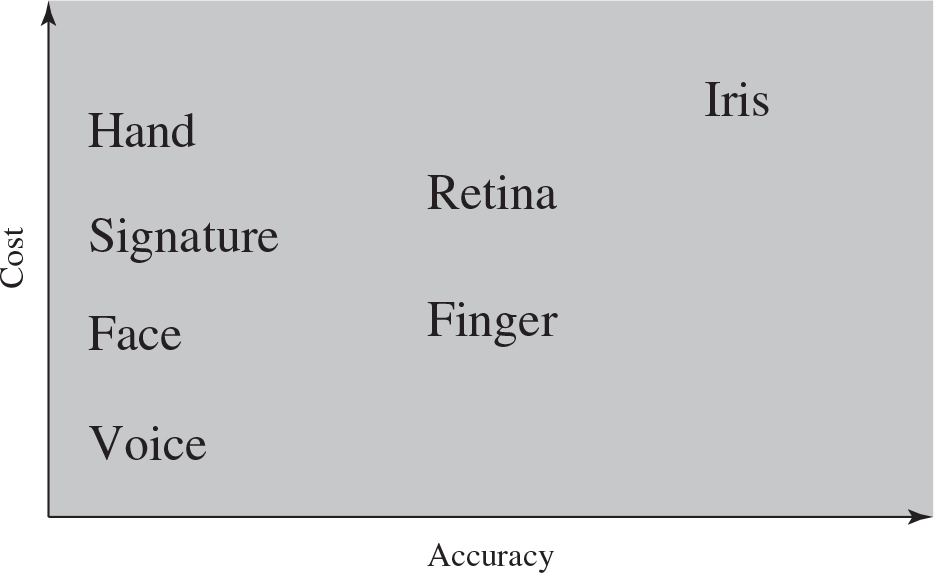 Iris
Hand
Retina
Signature
Finger
Face
Voice
Cost
Accuracy